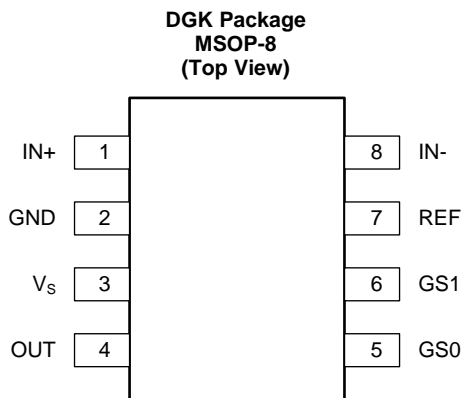 DGK Package
MSOP-8
(Top View)
IN+ 1 8 IN-
GND 2 7 REF
VS 3 6 GS1
OUT 4 5 GS0